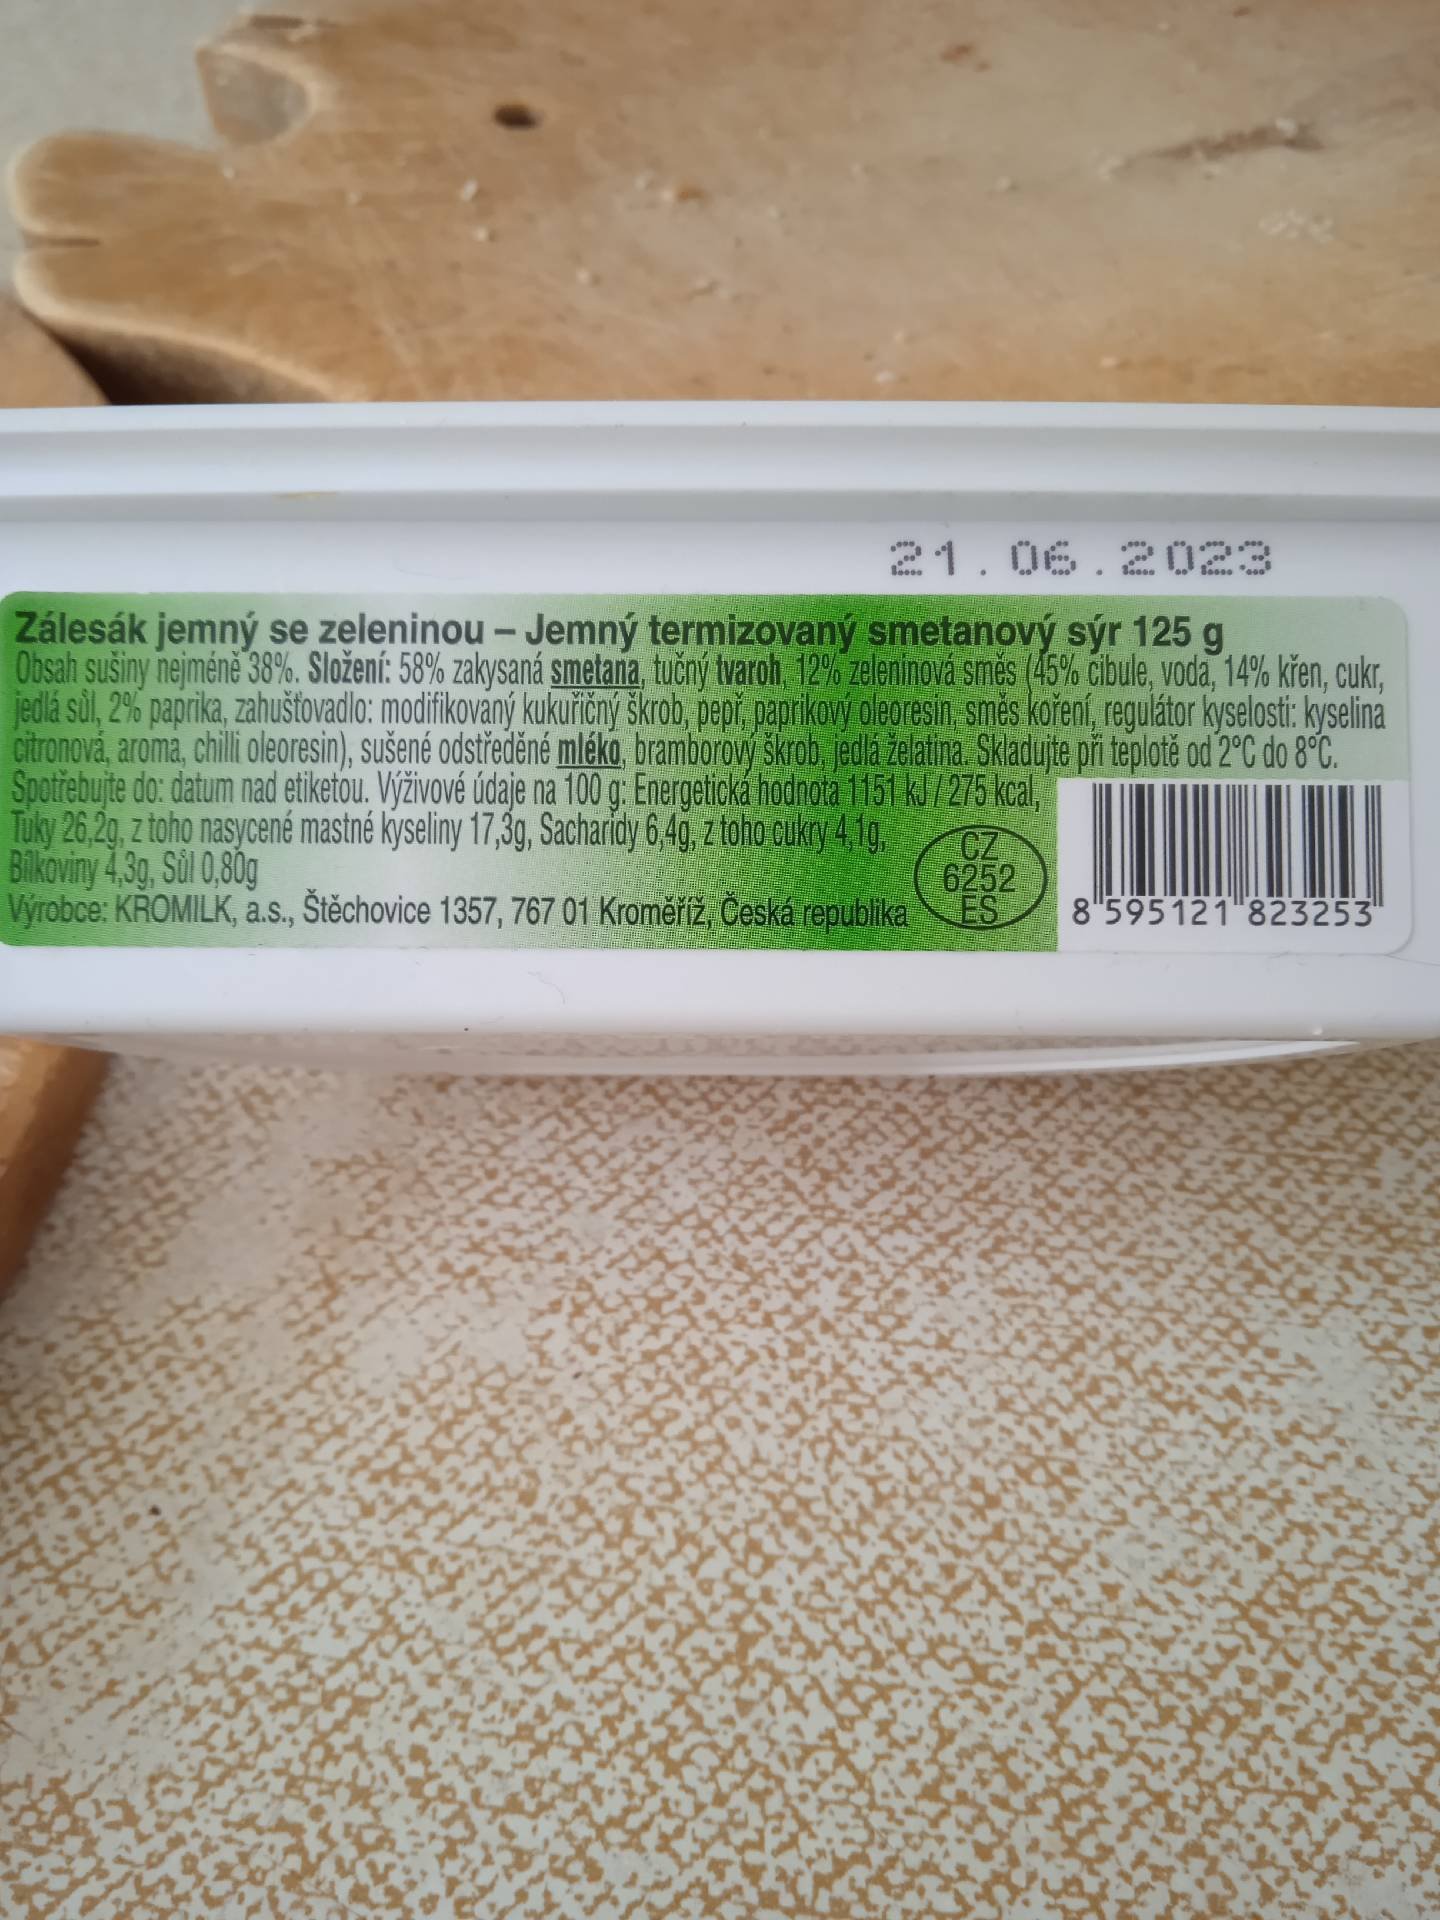 21.06.2023
Zálesák jemný se zeleninou – Jemný termizovaný smetanový sýr 125 g
Obsah sušiny nejméně 38%. Složení: 58% zakysaná smetana, tučný tvaroh, 12% zeleninová směs (45% cibule, voda, 14% křen, cukr,
jedlá sůl, 2% paprika, zahušťovadlo: modifikovaný kukuřičný škrob, pepř, paprikový oleoresin, směs koření, regulátor kyselosti: kyselina
citronová, aroma, chilli oleoresin), sušené odstředěné mléko, bramborový škrob, jedlá želatina. Skladujte při teplotě od 2°C do 8°C.
Spotřebujte do: datum nad etiketou. Výživové údaje na 100 g: Energetická hodnota 1151 kJ / 275 kcal,
Tuky 26,2g, z toho nasycené mastné kyseliny 17,3g, Sacharidy 6,4g, z toho cukry 4,1g,
Bílkoviny 4,3g, Sůl 0,80g
Výrobce: KROMILK, a.s., Štěchovice 1357, 767 01 Kroměříž, Česká republika
CZ
6252
ES
8 595121 823253